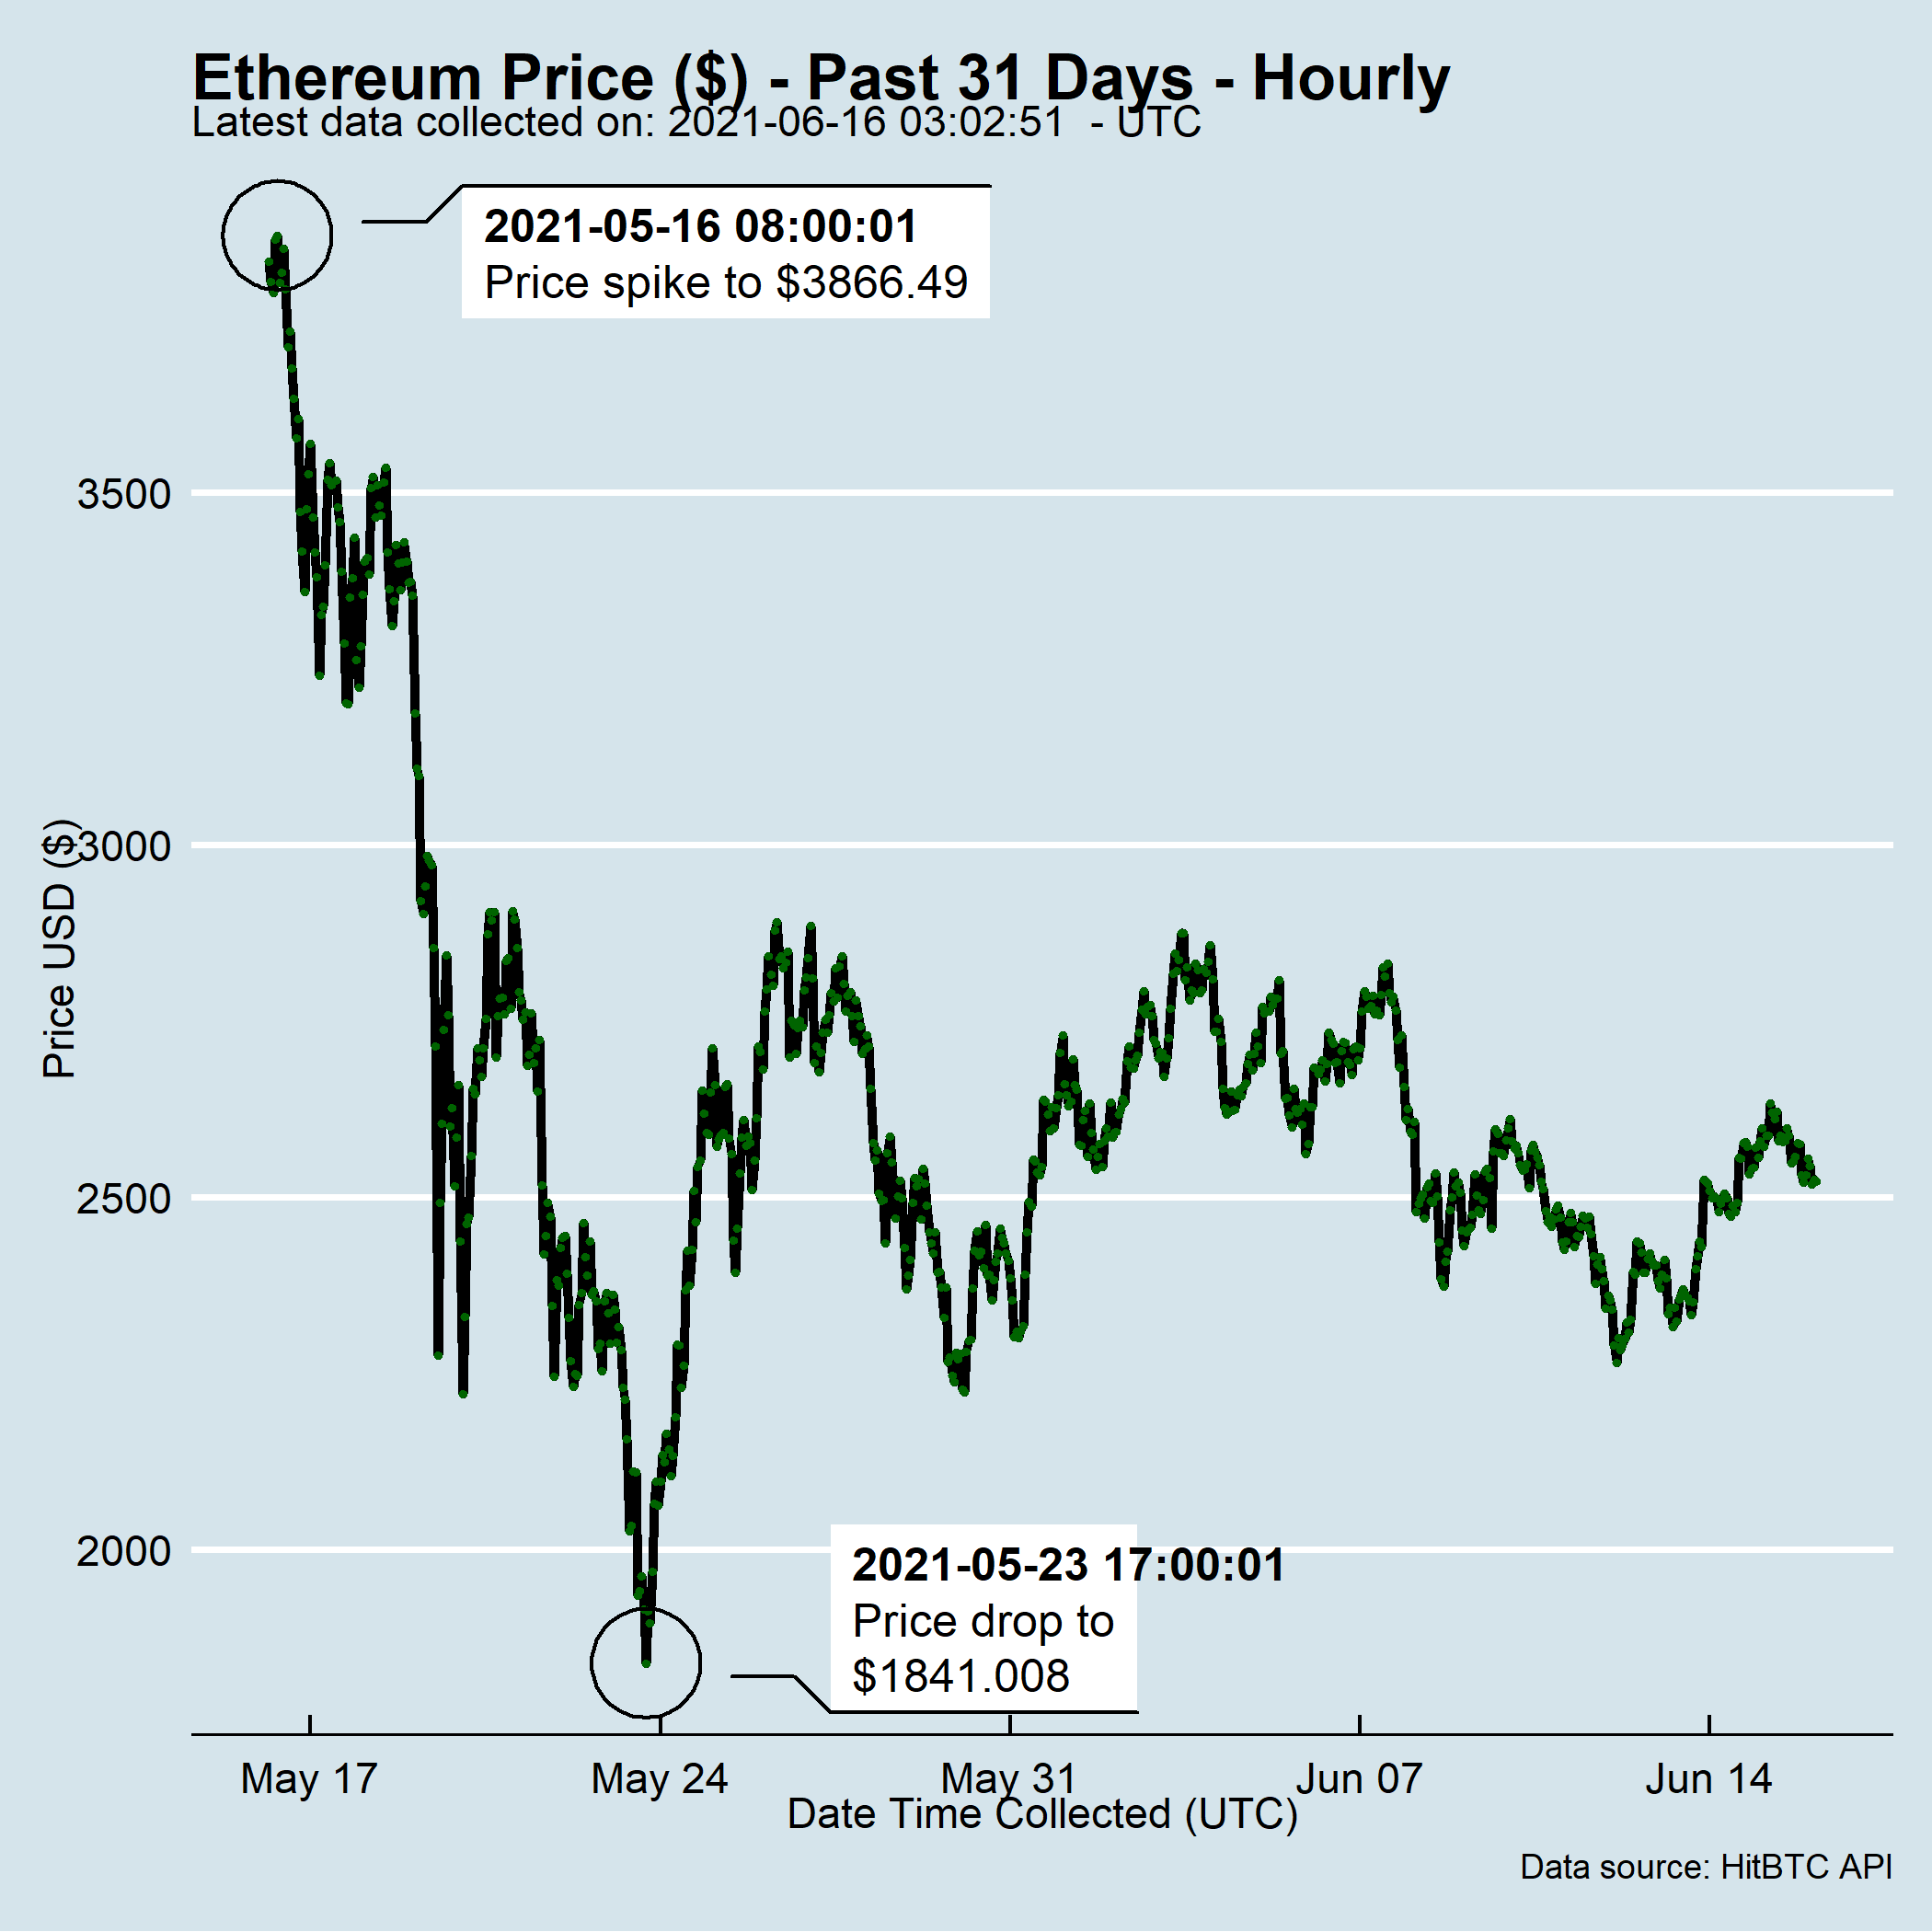 Ethereum Price ($) - Past 31 Days - Hourly
Latest data collected on: 2021-06-16 03:02:51  - UTC
2021-05-16 08:00:01
Price spike to $3866.49
3500
3000
2500
2000
Price USD ($)
2021-05-23 17:00:01
Price drop to
$1841.008
May 17
May 24
May 31
Jun 07
Jun 14
Date Time Collected (UTC)
Data source: HitBTC API